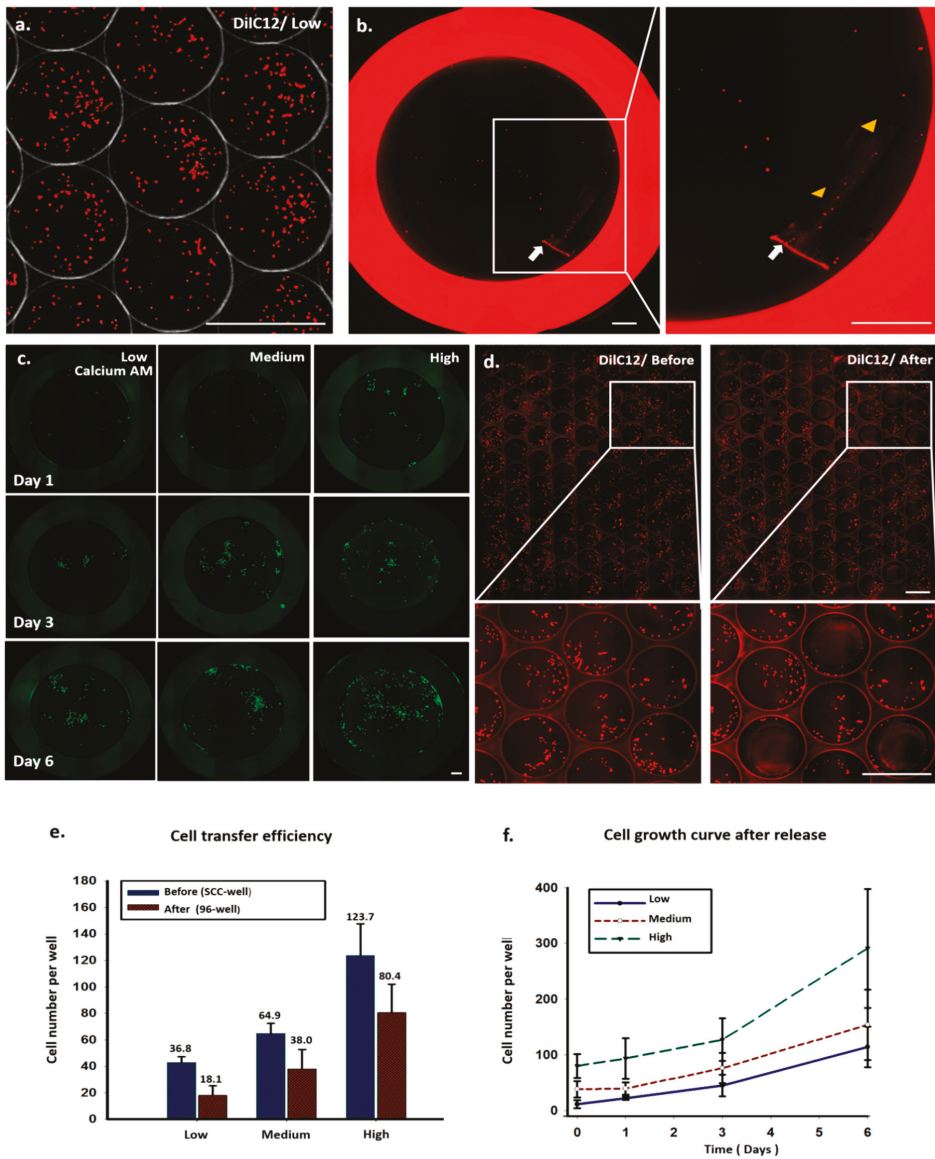 a.
DilC12/ Low
b.
c.
Low
Calcium AM
Medium
High
Day 1
Day 3
Day 6
d.
DilC12/ Before
DilC12/ After
e.
Cell transfer efficiency
Cell number per well
180
160
140
120
100
80
60
40
20
0
Before (SCC-well)
After (96-well)
36.8
18.1
64.9
38.0
123.7
80.4
Low
Medium
High
f.
Cell growth curve after release
Cell number per well
400
300
200
100
0
Low
Medium
High
0
1
2
3
4
5
6
Time ( Days )